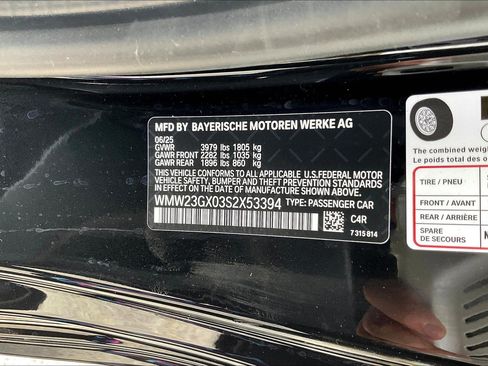 MFD BY BAYERISCHE MOTOREN WERKE AG
06/25
GVWR 3979 lbs 1805 kg
GAWR FRONT 2282 lbs 1035 kg
GAWR REAR 1896 lbs 860 kg
THIS VEHICLE CONFORMS TO ALL APPLICABLE U.S.FEDERAL MOTOR
VEHICLE SAFETY, BUMPER, AND THEFT PREVENTION STANDARDS IN
EFFECT ON THE DATE OF MANUFACTURE SHOWN ABOVE.
WMW23GX03S2X53394 TYPE: PASSENGER CAR
C4R
7 315 814
The combined weigh
Le poids total des
TIRE / PNEU
FRONT / AVANT
REAR / ARRIÈRE
SPARE
DE SECOURS
N